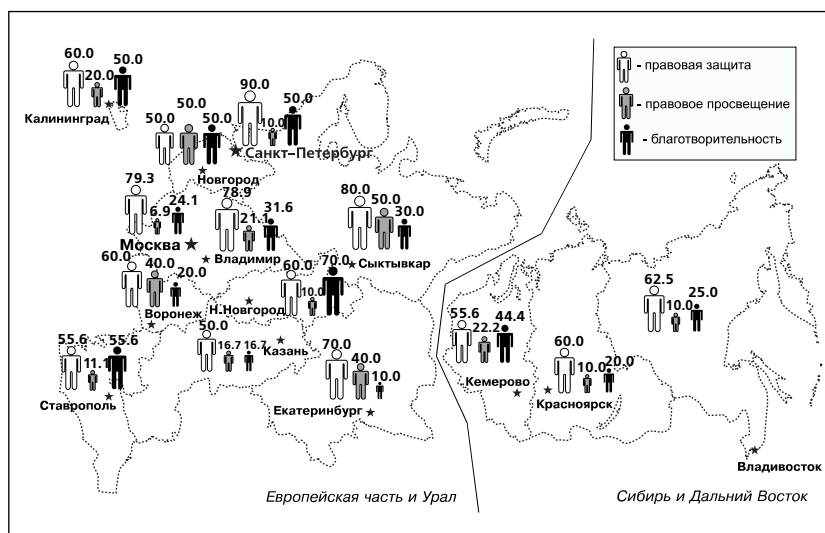 60.0
20.0
50.0
Калининград
50.0
50.0
50.0
Новгород
90.0
10.0
50.0
Санкт–Петербург
79.3
6.9
24.1
Москва
78.9
21.1
31.6
Владимир
80.0
50.0
30.0
Сыктывкар
60.0
40.0
20.0
Воронеж
60.0
10.0
70.0
Н.Новгород
55.6
11.1
55.6
Ставрополь
50.0
16.7
16.7
Казань
70.0
40.0
10.0
Екатеринбург
Европейская часть и Урал
- правовая защита
- правовое просвещение
- благотворительность
55.6
22.2
44.4
Кемерово
60.0
10.0
20.0
Красноярск
62.5
10.0
25.0
Владивосток
Сибирь и Дальний Восток